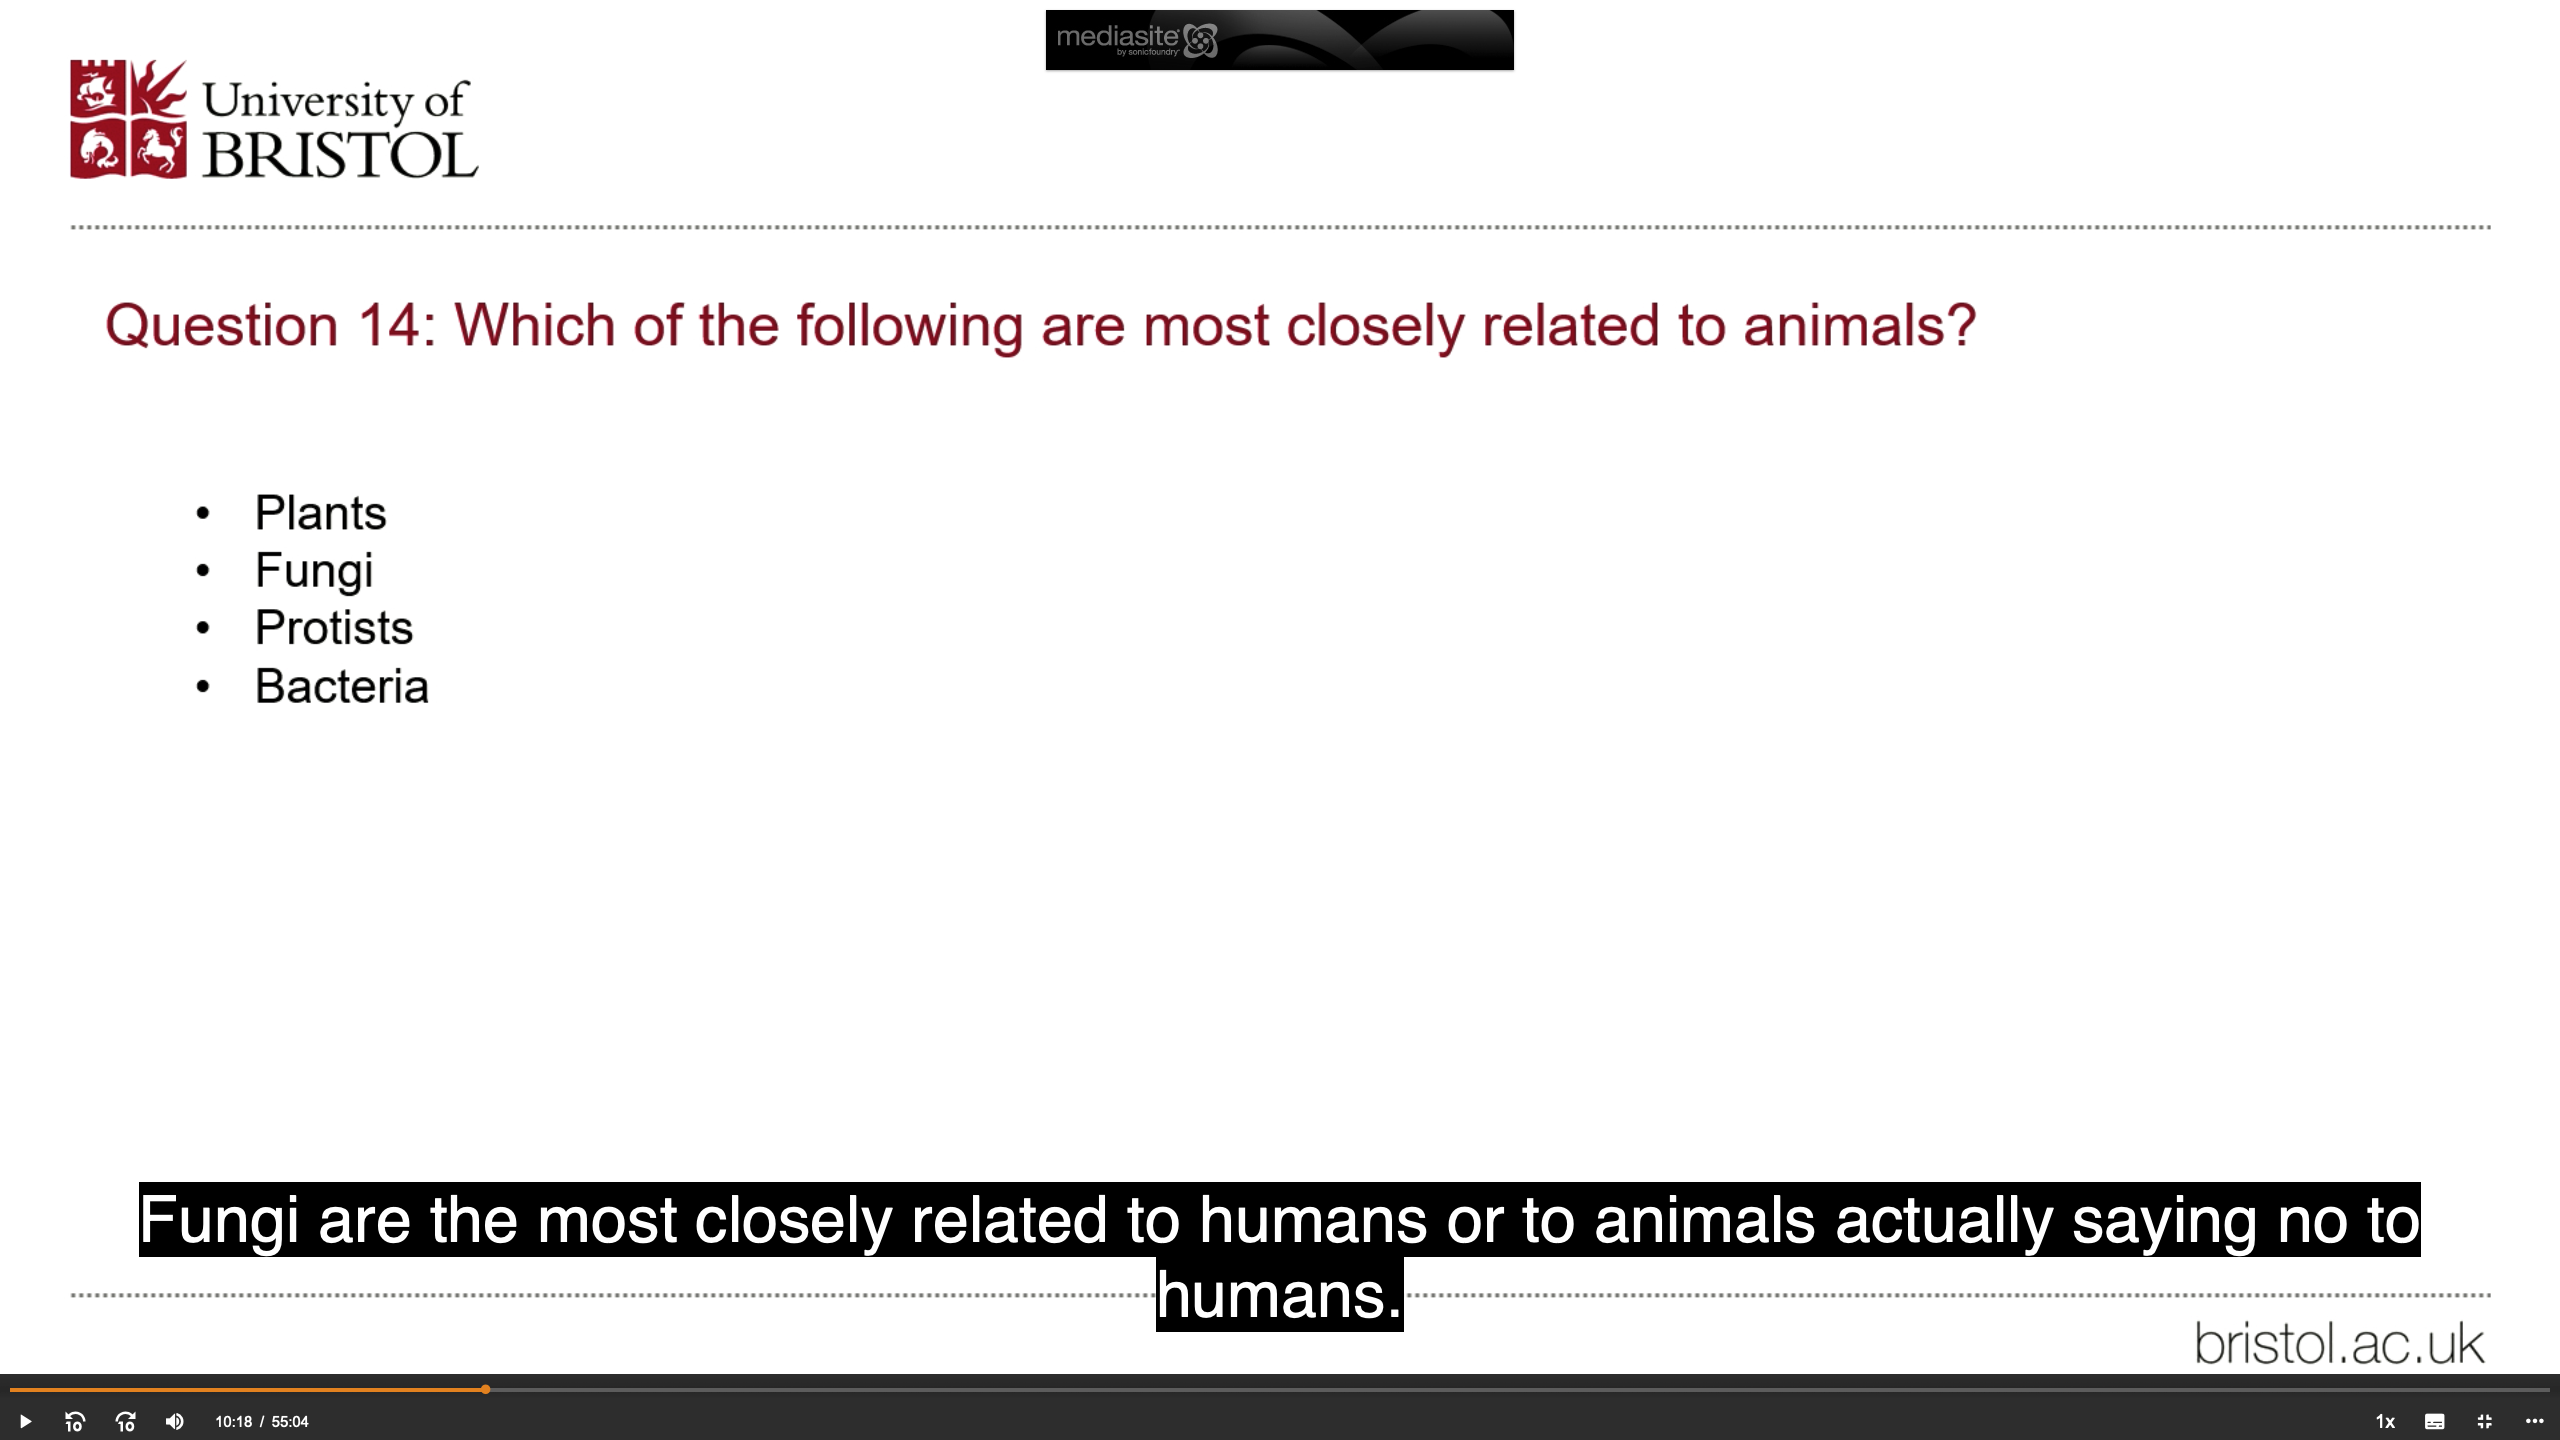 mediasite
by sonicfoundry
University of
BRISTOL
Question 14: Which of the following are most closely related to animals?
• Plants
• Fungi
• Protists
• Bacteria
Fungi are the most closely related to humans or to animals actually saying no to
humans.
bristol.ac.uk
10 10 10:18 / 55:04 1x